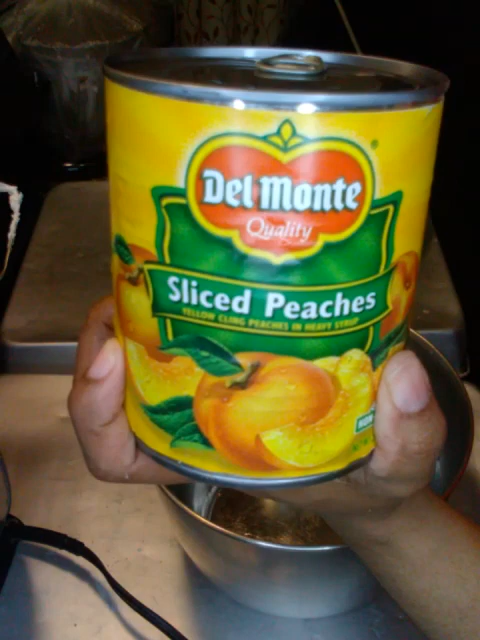 Del Monte
Quality
Sliced Peaches
YELLOW CLING PEACHES IN HEAVY SYRUP